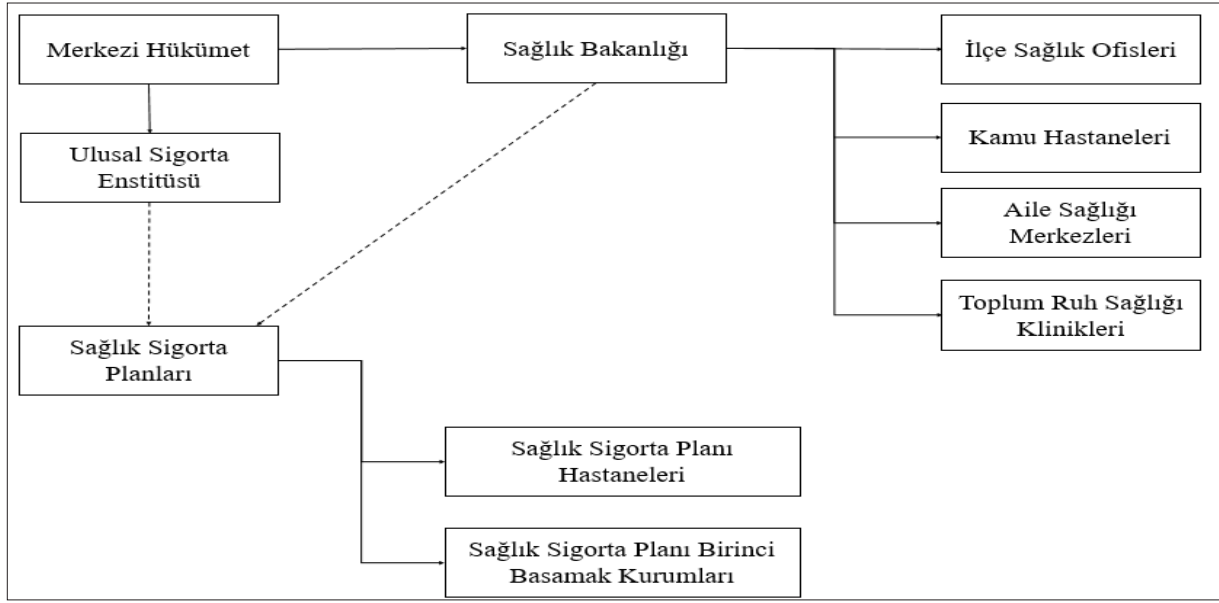 Merkezi Hükümet
Sağlık Bakanlığı
İlçe Sağlık Ofisleri
Kamu Hastaneleri
Ulusal Sigorta
Enstitüsü
Aile Sağlığı
Merkezleri
Toplum Ruh Sağlığı
Klinikleri
Sağlık Sigorta
Planları
Sağlık Sigorta Planı
Hastaneleri
Sağlık Sigorta Planı Birinci
Basamak Kurumları